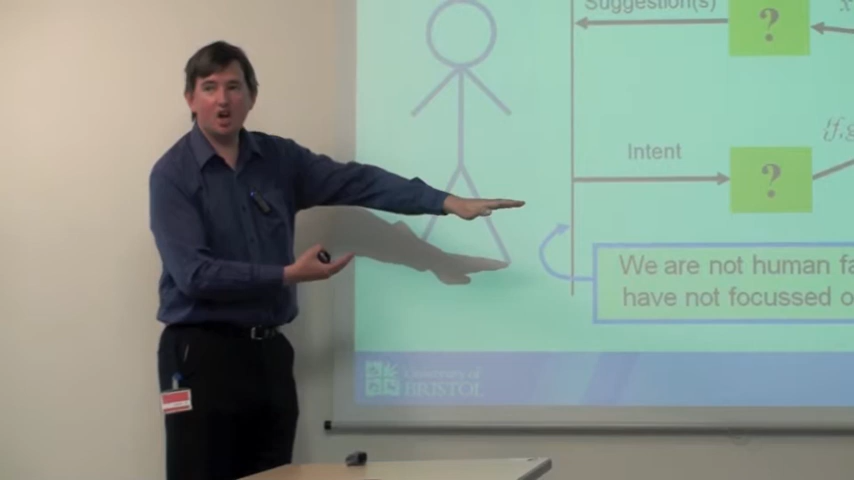 Suggestion(s)
?
x
Intent
?
We are not human fa
have not focussed o
University of
BRISTOL